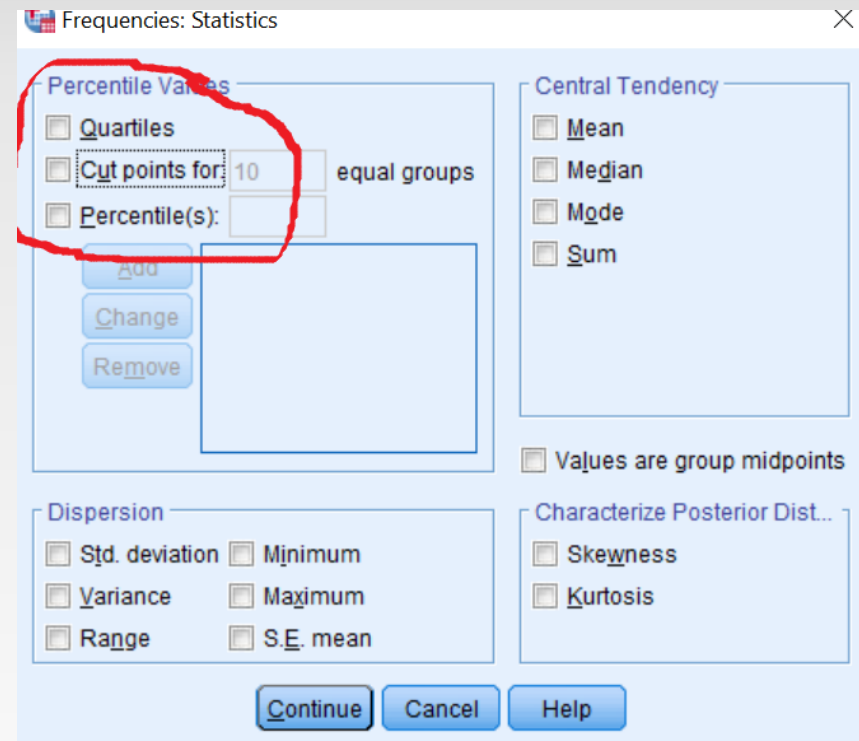 Frequencies: Statistics
Percentile Values
Quartiles
Cut points for: 10 equal groups
Percentile(s):
Add
Change
Remove
Central Tendency
Mean
Median
Mode
Sum
Values are group midpoints
Dispersion
Std. deviation Minimum
Variance Maximum
Range S.E. mean
Characterize Posterior Dist...
Skewness
Kurtosis
Continue Cancel Help